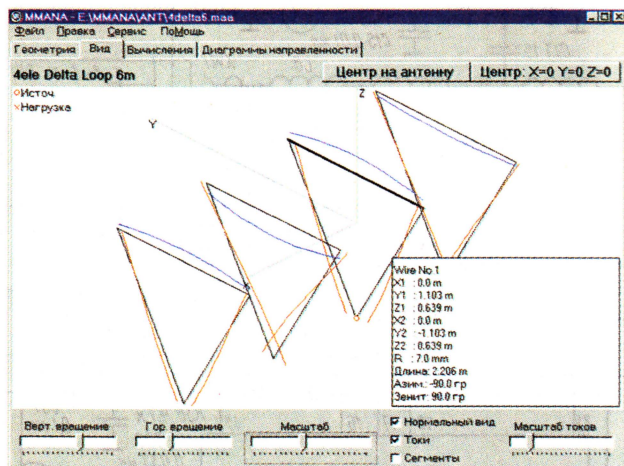 MMANA - E:\MMANA\ANT\4delta6.maa
Файл Правка Сервис ПоМощь
Геометрия Вид Вычисления Диаграммы направленности
4ele Delta Loop 6m Центр на антенну Центр: X=0 Y=0 Z=0
Источ
Нагрузка
Z
Y
Wire No.1
X1 : 0.0 m
Y1 : 1.103 m
Z1 : 0.639 m
X2 : 0.0 m
Y2 : -1.103 m
Z2 : 0.639 m
R : 7.0 mm
Длина: 2.206 m
Азим.: -90.0 гр
Зенит: 90.0 гр
Верт. вращение Гор. вращение Масштаб Нормальный вид Масштаб токов
Токи
Сегменты